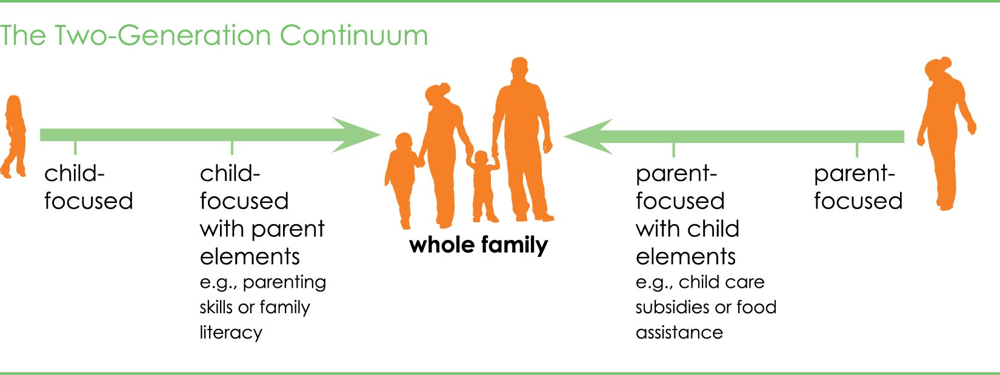 The Two-Generation Continuum
child-
focused
child-
focused
with parent
elements
e.g., parenting
skills or family
literacy
whole family
parent-
focused
with child
elements
e.g., child care
subsidies or food
assistance
parent-
focused